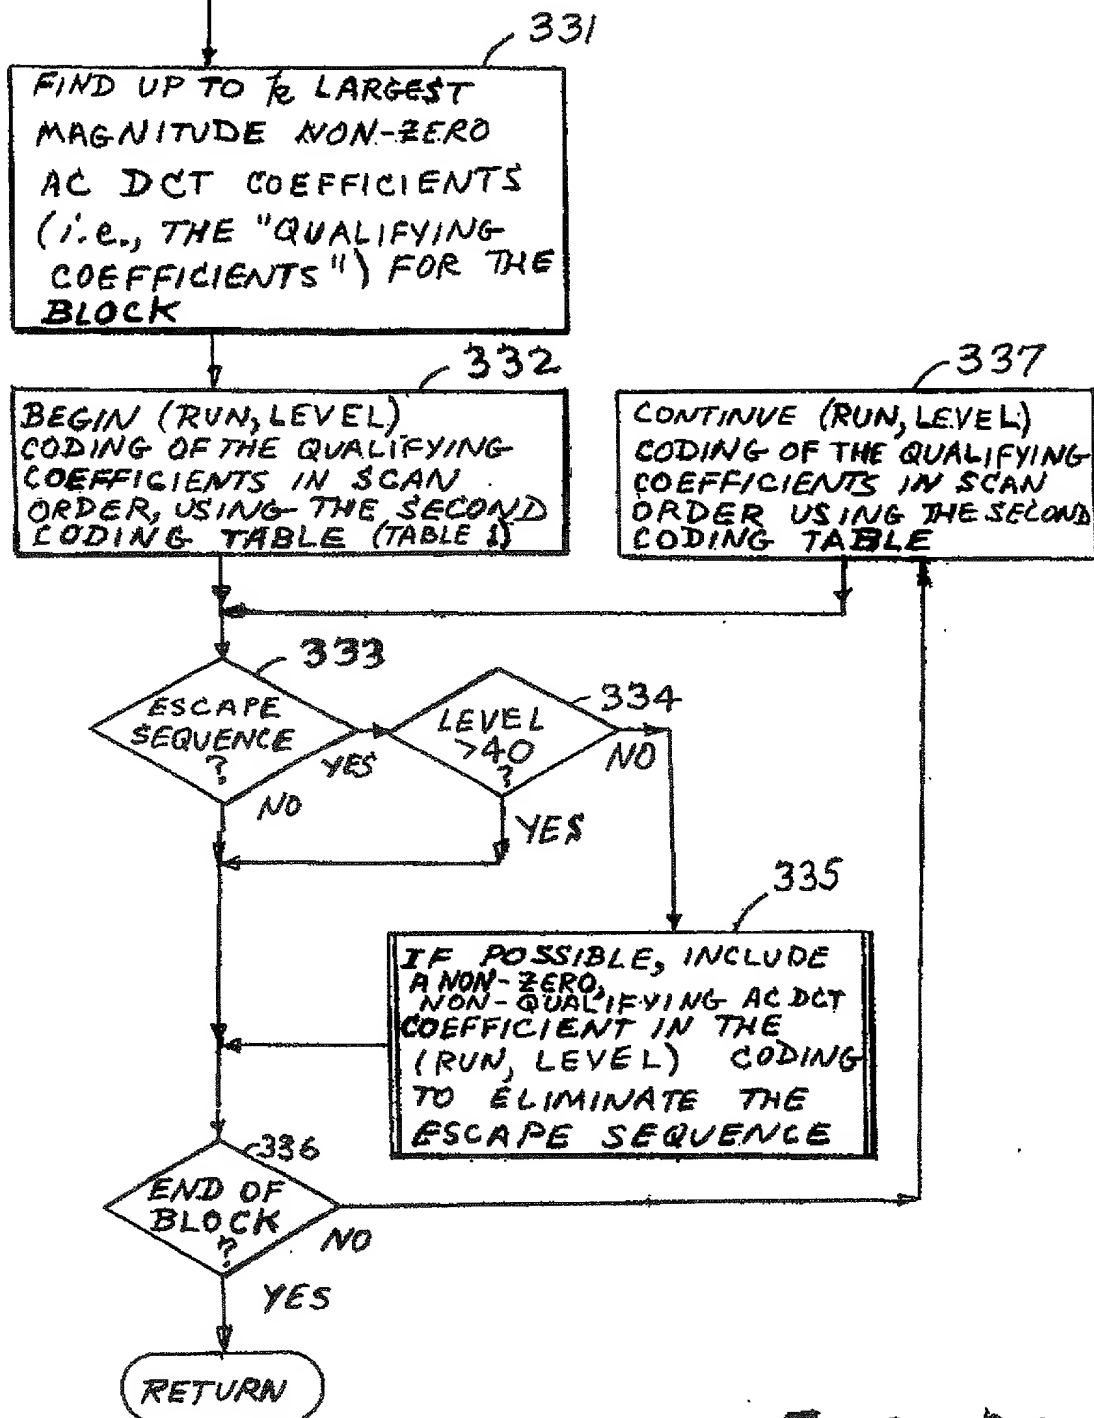 331
FIND UP TO k LARGEST
MAGNITUDE NON-ZERO
AC DCT COEFFICIENTS
(i.e., THE "QUALIFYING
COEFFICIENTS") FOR THE
BLOCK
332
BEGIN (RUN, LEVEL)
CODING OF THE QUALIFYING
COEFFICIENTS IN SCAN
ORDER, USING THE SECOND
CODING TABLE (TABLE 1)
337
CONTINUE (RUN, LEVEL)
CODING OF THE QUALIFYING
COEFFICIENTS IN SCAN
ORDER USING THE SECOND
CODING TABLE
333
ESCAPE
SEQUENCE
?
YES
NO
334
LEVEL
>40
?
NO
YES
335
IF POSSIBLE, INCLUDE
A NON-ZERO,
NON-QUALIFYING AC DCT
COEFFICIENT IN THE
(RUN, LEVEL) CODING
TO ELIMINATE THE
ESCAPE SEQUENCE
336
END OF
BLOCK
?
NO
YES
RETURN